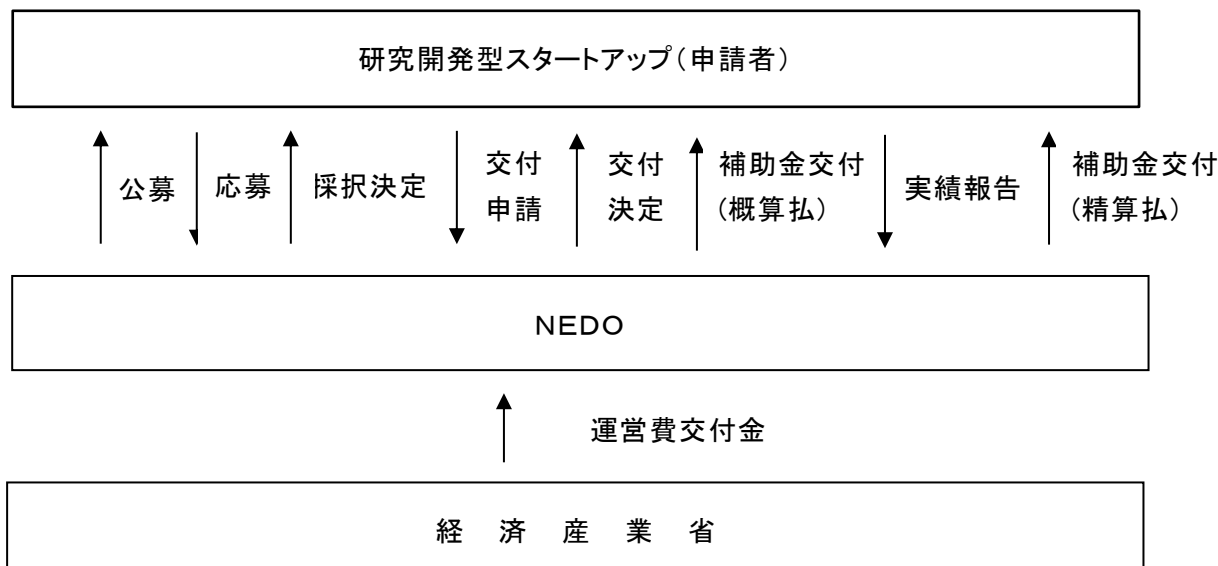 研究開発型スタートアップ（申請者）
公募
応募
採択決定
交付
申請
交付
決定
補助金交付
(概算払)
実績報告
補助金交付
(精算払)
ＮＥＤＯ
運営費交付金
経 済 産 業 省